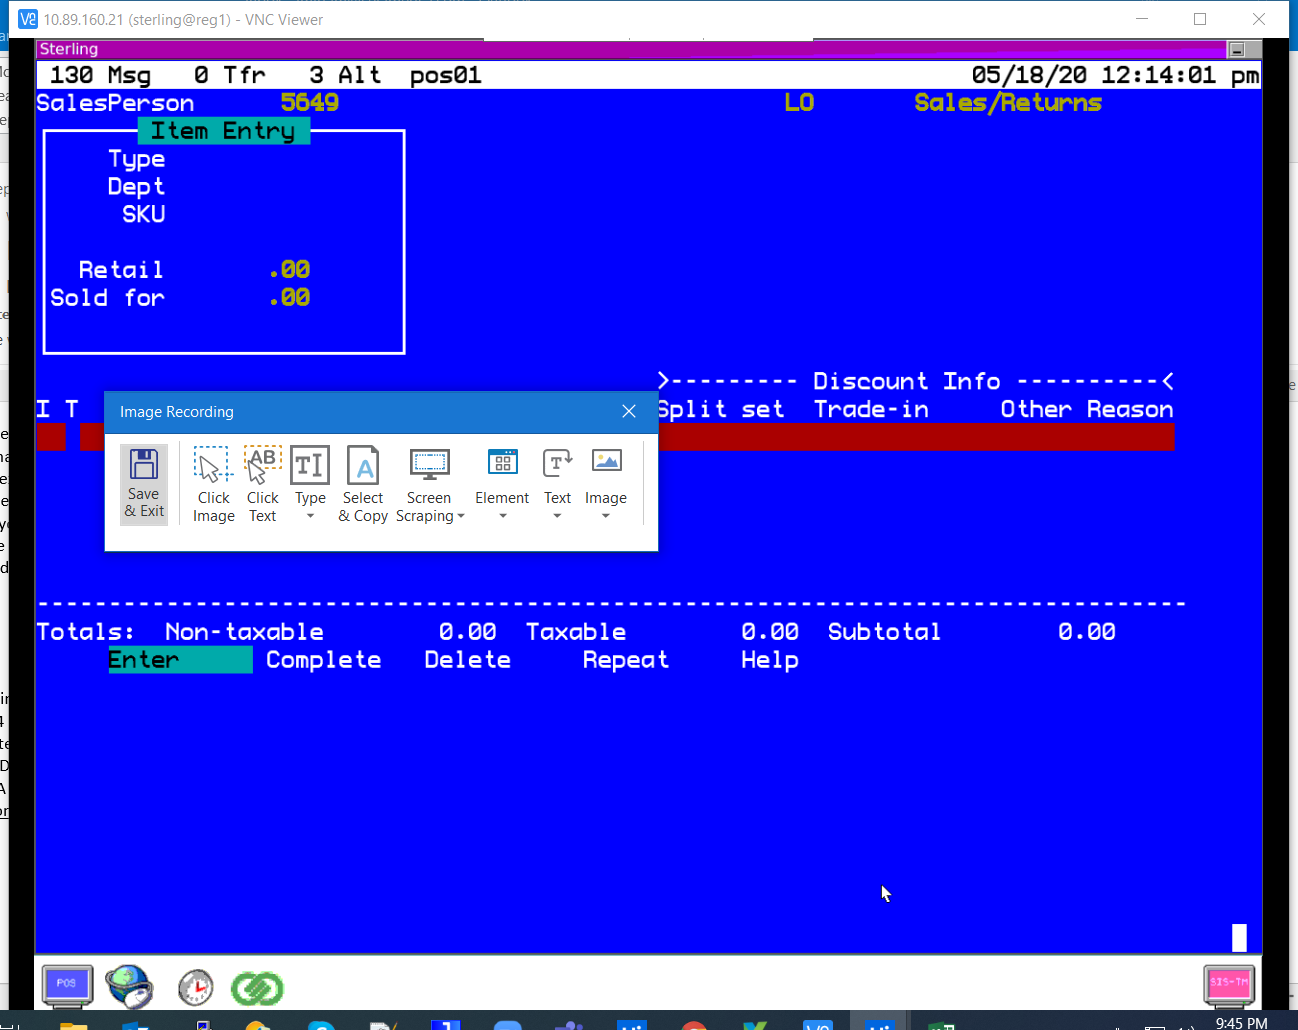 10.89.160.21 (sterling@reg1) - VNC Viewer
Sterling
130 Msg 0 Tfr 3 Alt pos01 05/18/20 12:14:01 pm
SalesPerson 5649 LO Sales/Returns
Item Entry
Type
Dept
SKU
Retail .00
Sold for .00
>--------- Discount Info ----------<
I T Split set Trade-in Other Reason
Image Recording
Save & Exit
Click Image
Click Text
Type
Select & Copy
Screen Scraping
Element
Text
Image
Totals: Non-taxable 0.00 Taxable 0.00 Subtotal 0.00
Enter Complete Delete Repeat Help
POS
SIS-TM
9:45 PM